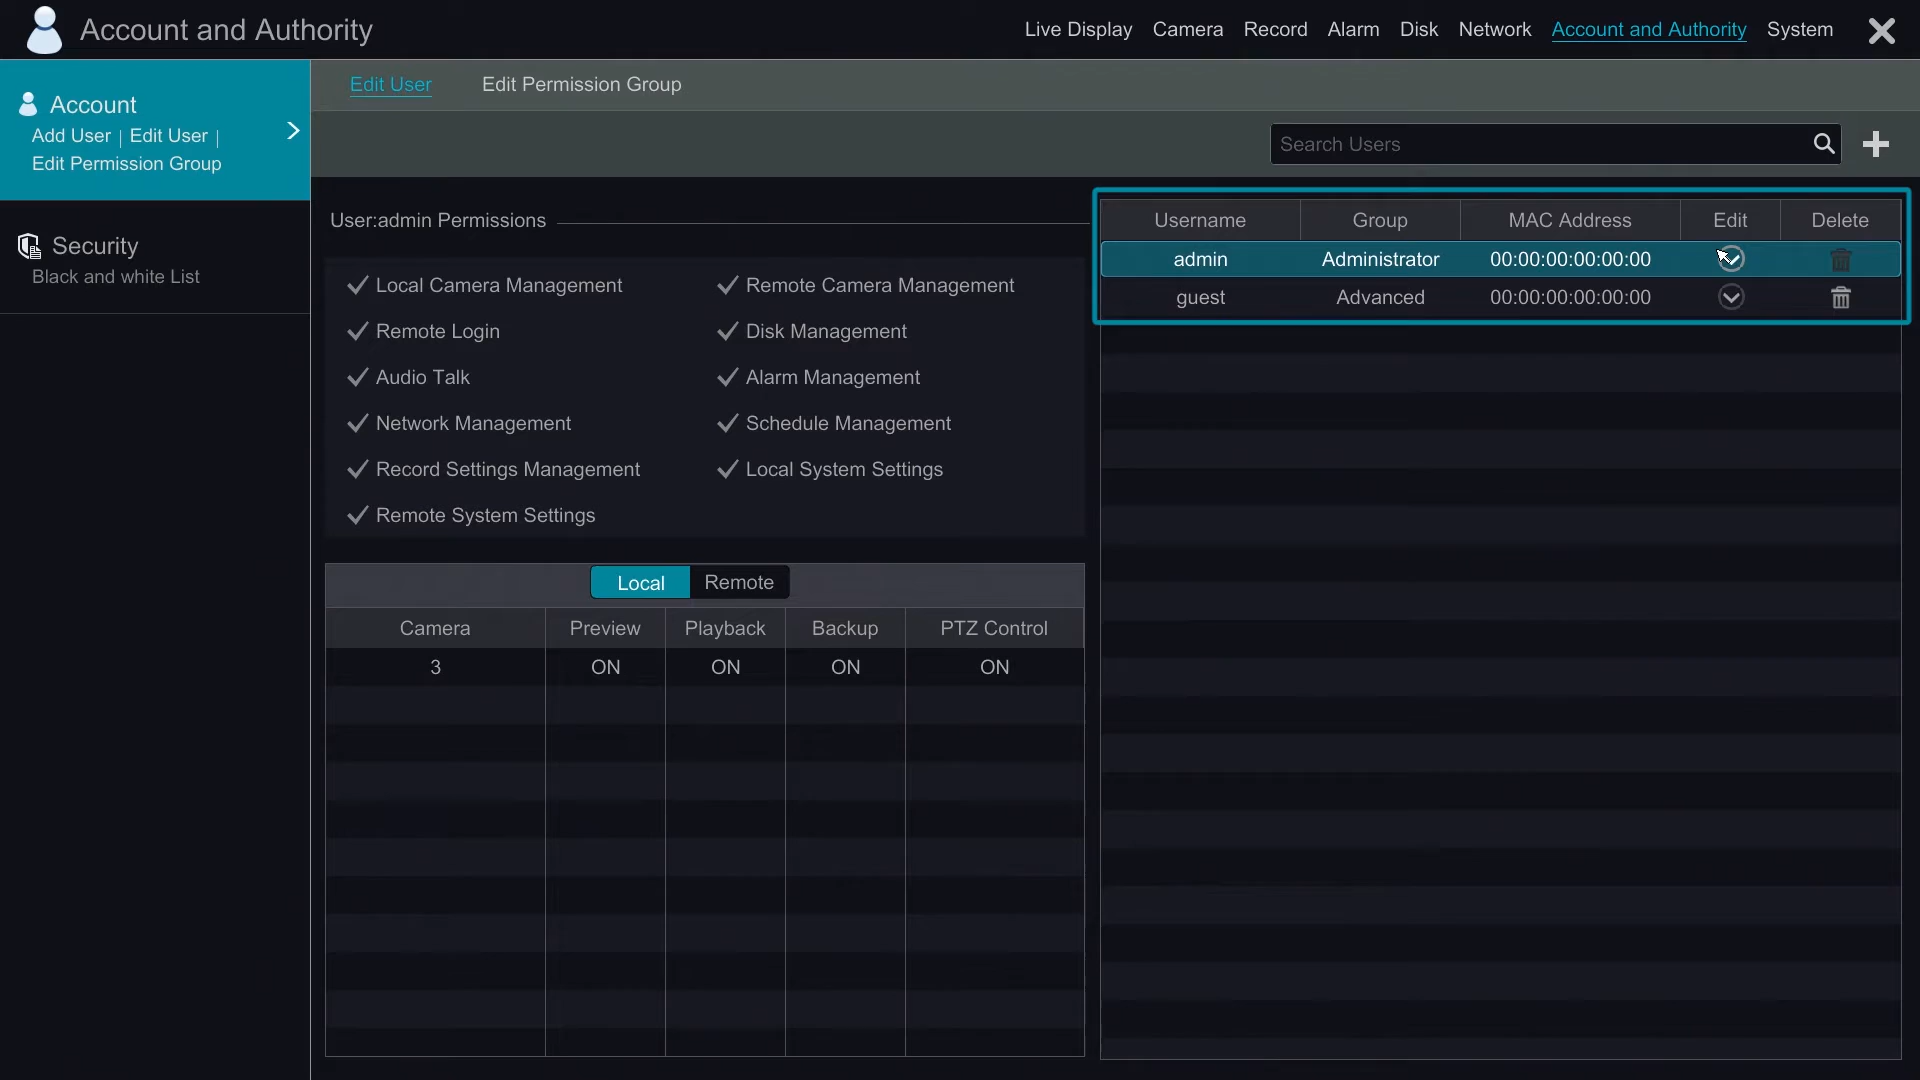 Account and Authority
Live Display Camera Record Alarm Disk Network Account and Authority System
Account
Add User | Edit User |
Edit Permission Group
Security
Black and white List
Edit User Edit Permission Group
Search Users
User:admin Permissions
Local Camera Management Remote Camera Management
Remote Login Disk Management
Audio Talk Alarm Management
Network Management Schedule Management
Record Settings Management Local System Settings
Remote System Settings
Local Remote
Camera Preview Playback Backup PTZ Control
3 ON ON ON ON
Username Group MAC Address Edit Delete
admin Administrator 00:00:00:00:00:00
guest Advanced 00:00:00:00:00:00